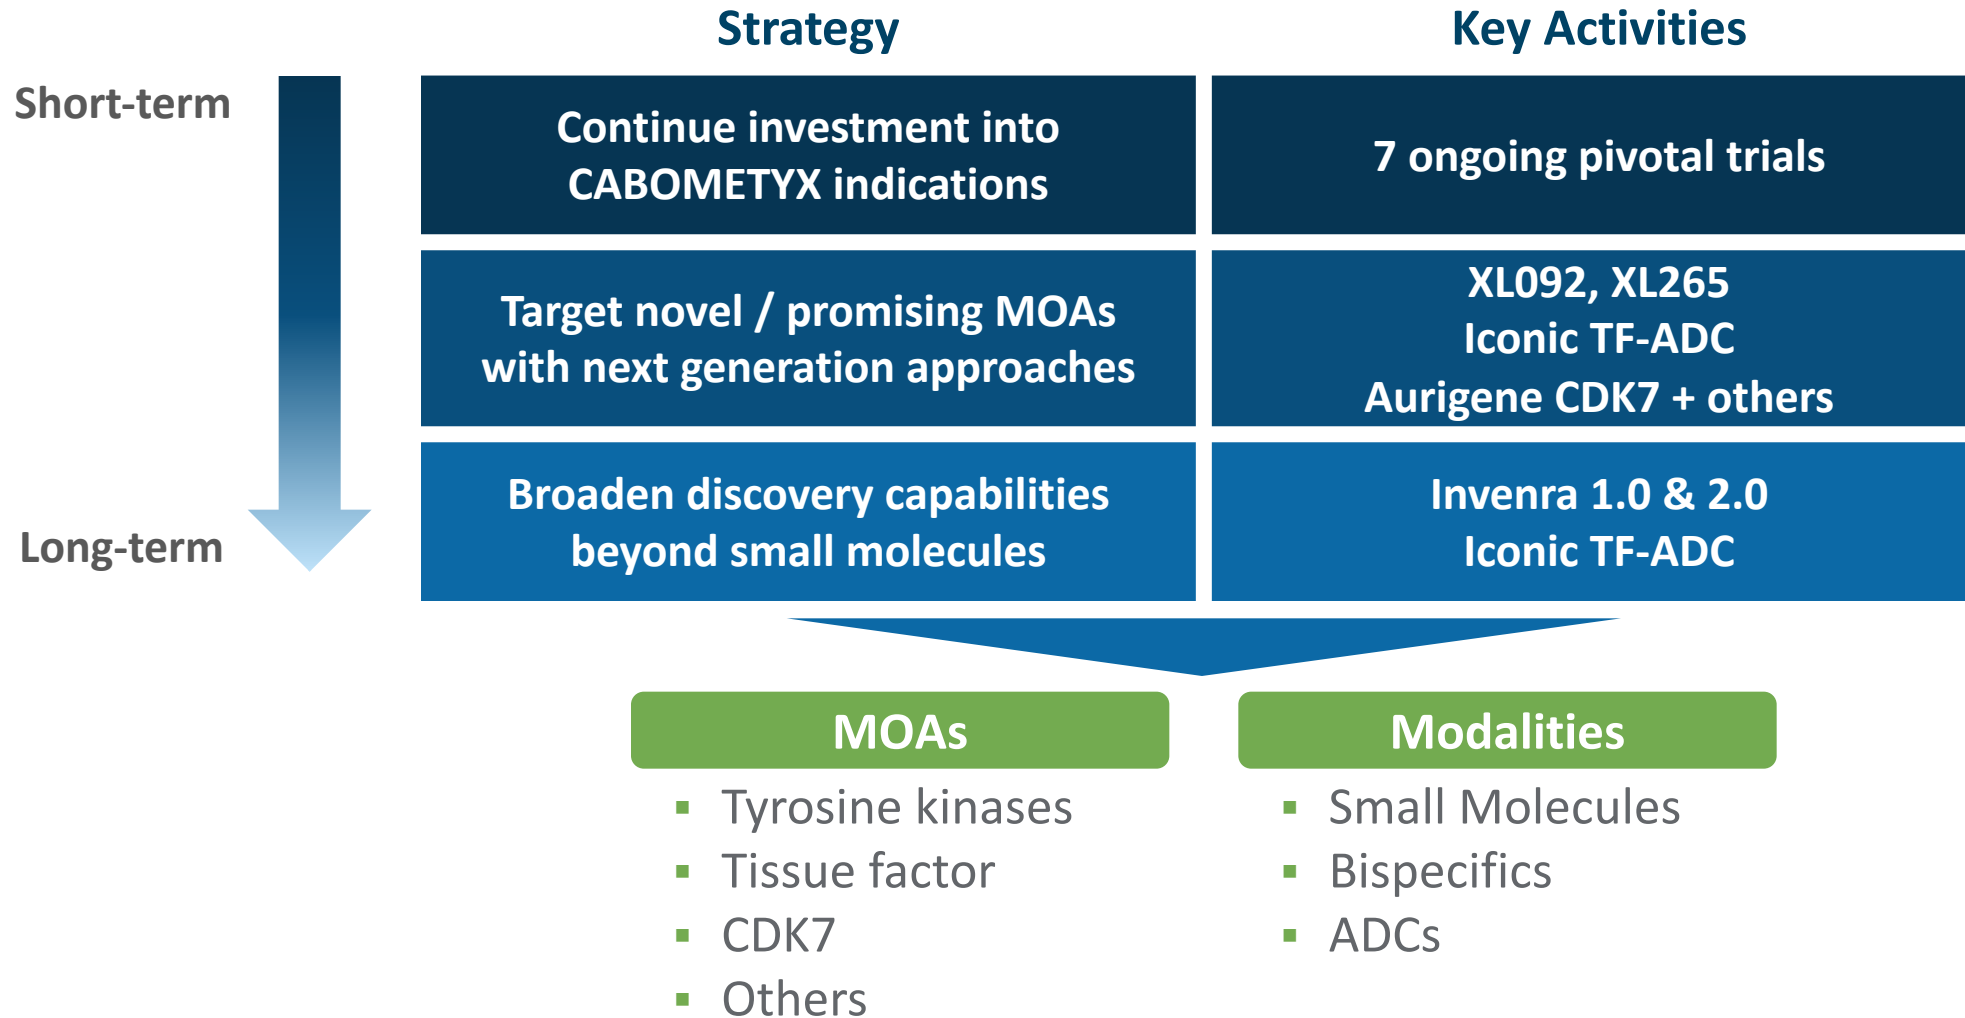 Strategy
Key Activities
Short-term
Continue investment into
CABOMETYX indications
7 ongoing pivotal trials
Target novel / promising MOAs
with next generation approaches
XL092, XL265
Iconic TF-ADC
Aurigene CDK7 + others
Long-term
Broaden discovery capabilities
beyond small molecules
Invenra 1.0 & 2.0
Iconic TF-ADC
MOAs
▪ Tyrosine kinases
▪ Tissue factor
▪ CDK7
▪ Others
Modalities
▪ Small Molecules
▪ Bispecifics
▪ ADCs